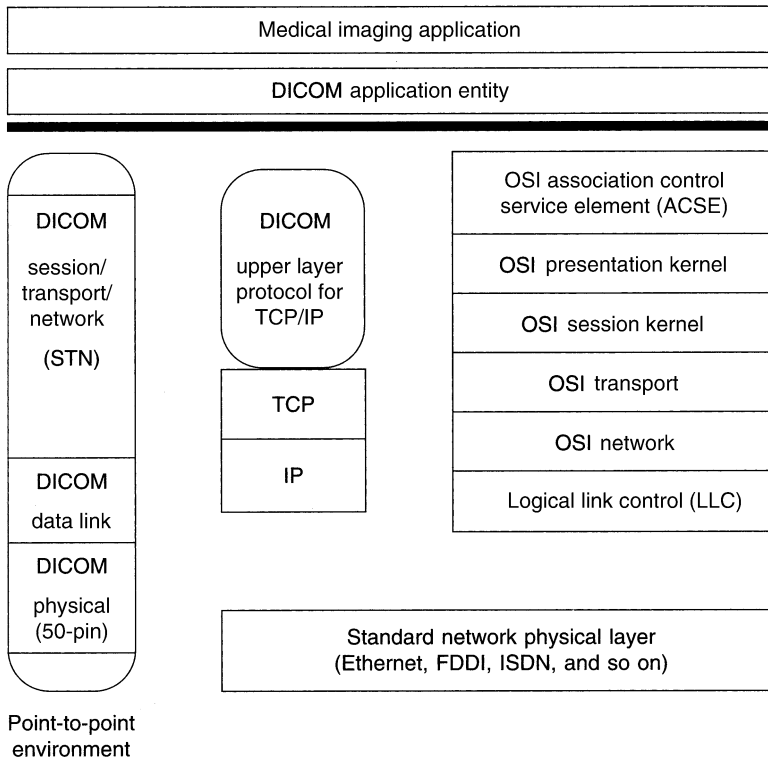 Medical imaging application
DICOM application entity
DICOM
session/
transport/
network
(STN)
DICOM
data link
DICOM
physical
(50-pin)
Point-to-point
environment
DICOM
upper layer
protocol for
TCP/IP
TCP
IP
OSI association control
service element (ACSE)
OSI presentation kernel
OSI session kernel
OSI transport
OSI network
Logical link control (LLC)
Standard network physical layer
(Ethernet, FDDI, ISDN, and so on)